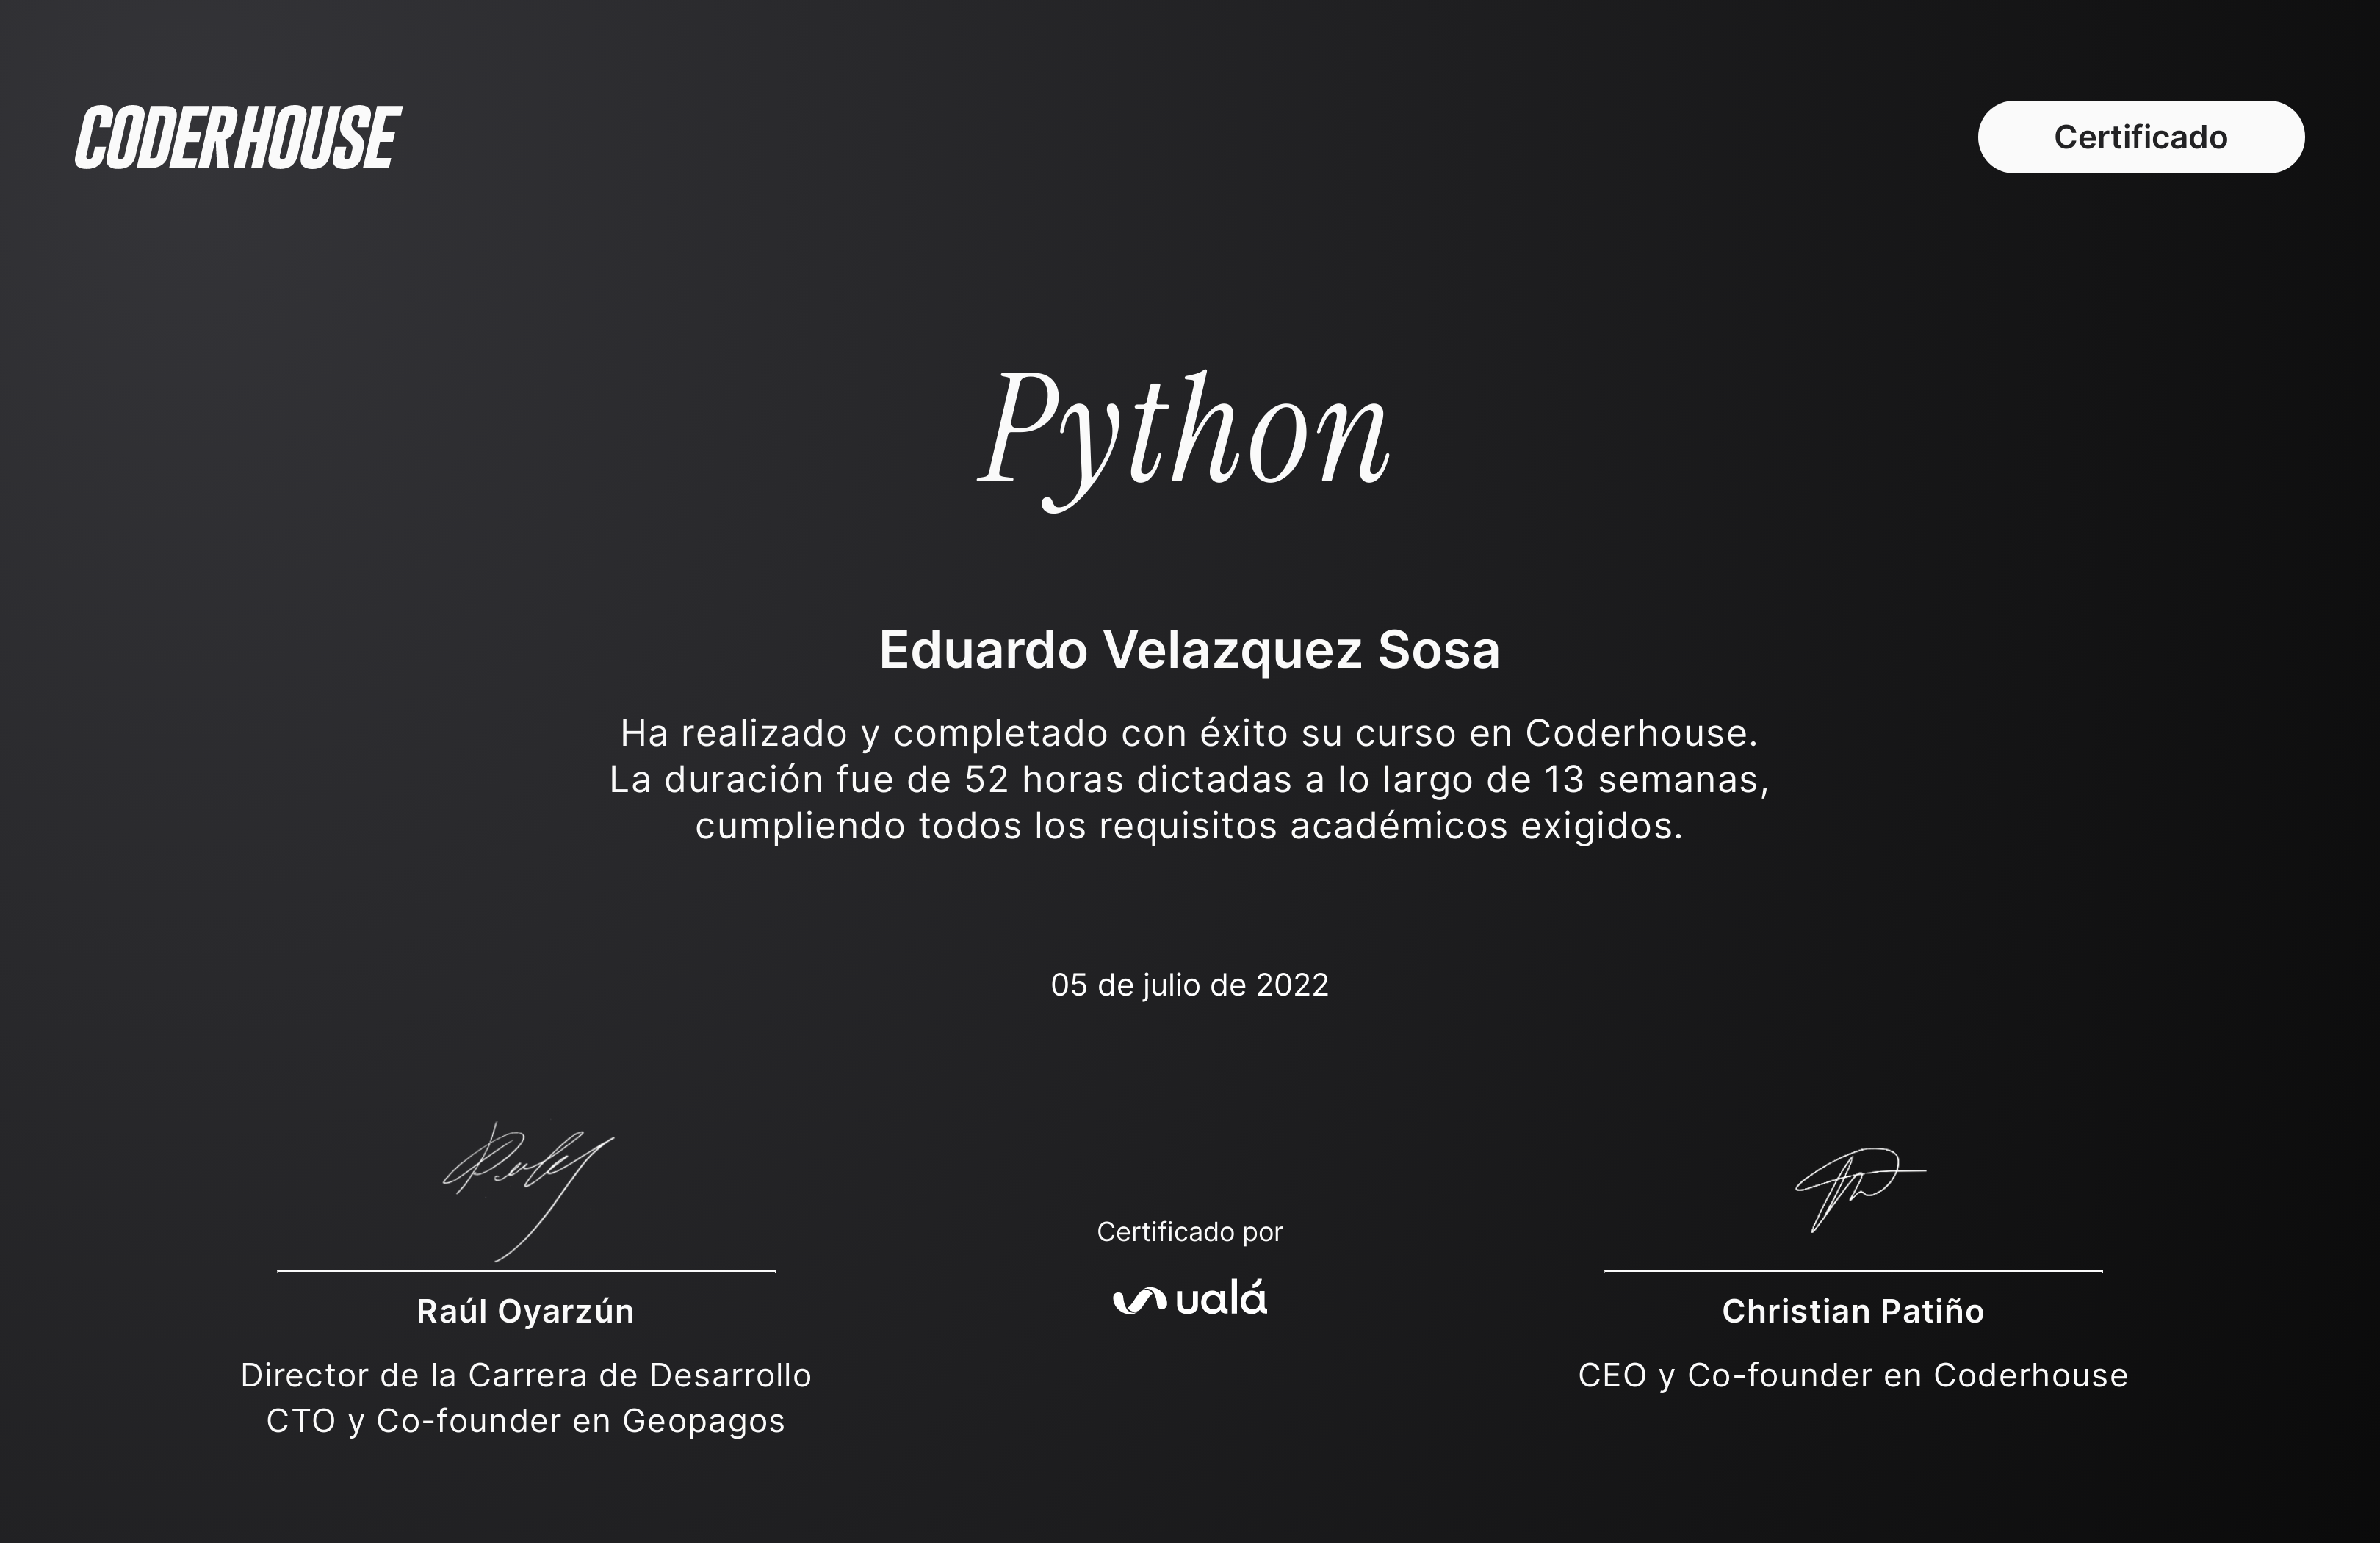 CODERHOUSE
Certificado
Python
Eduardo Velazquez Sosa
Ha realizado y completado con éxito su curso en Coderhouse.
La duración fue de 52 horas dictadas a lo largo de 13 semanas,
cumpliendo todos los requisitos académicos exigidos.
05 de julio de 2022
Certificado por
ualá
Raúl Oyarzún
Director de la Carrera de Desarrollo
CTO y Co-founder en Geopagos
Christian Patiño
CEO y Co-founder en Coderhouse